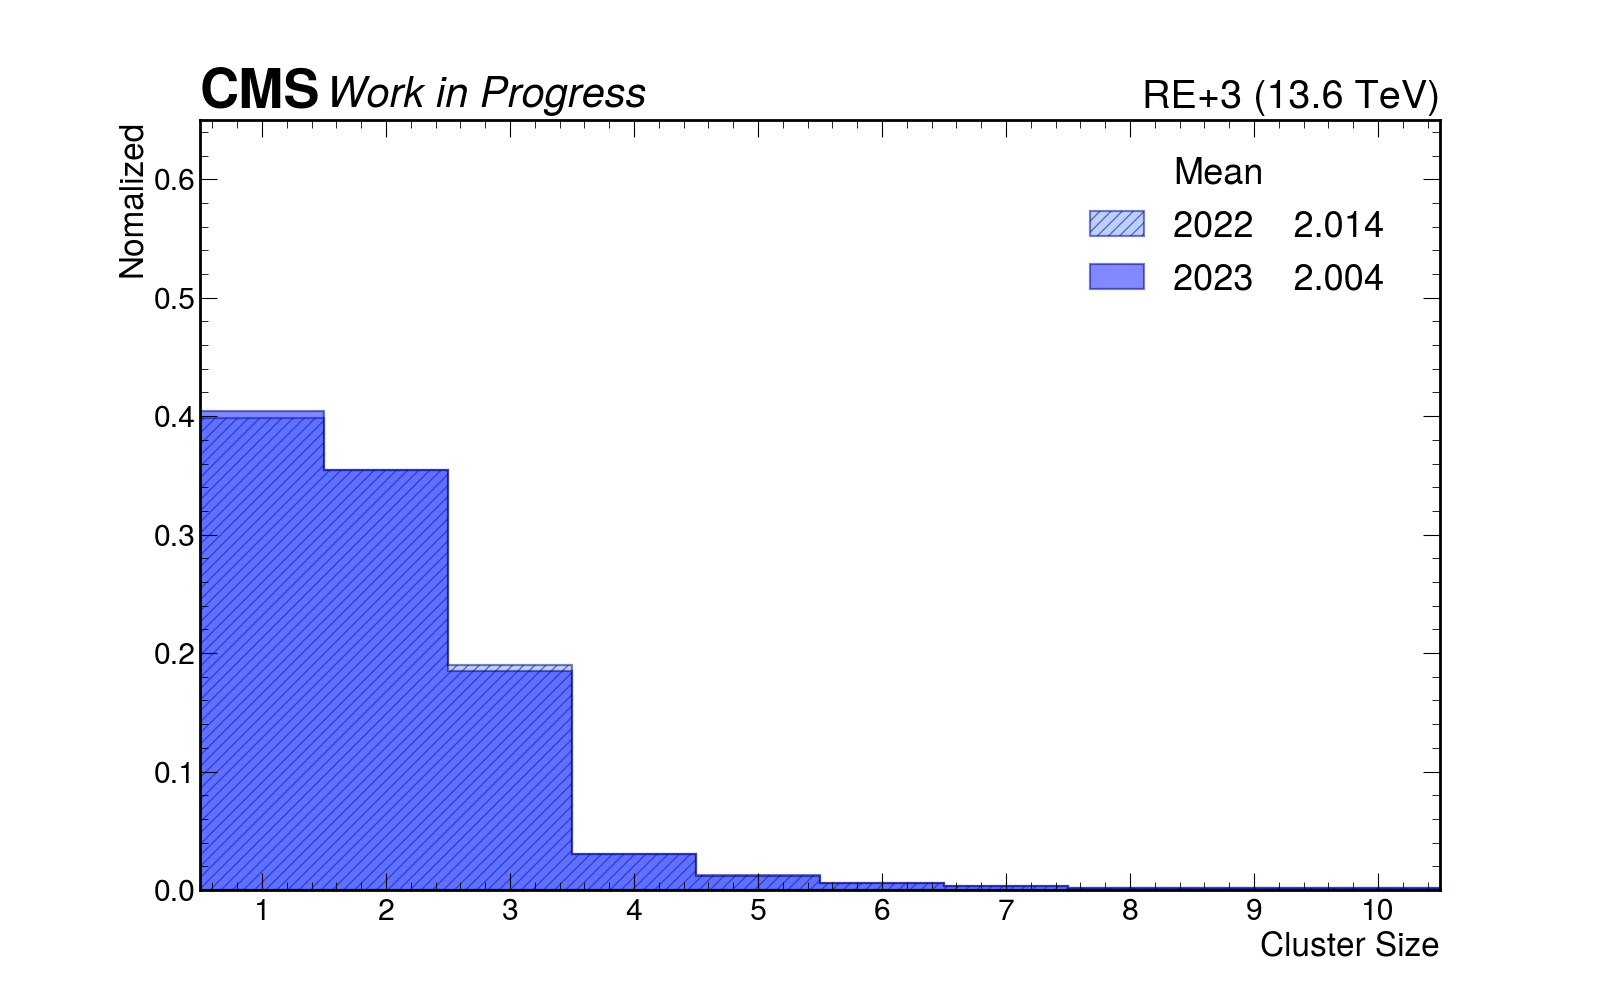 CMS Work in Progress
RE+3 (13.6 TeV)
Nomalized
0.6
0.5
0.4
0.3
0.2
0.1
0.0
Mean
2022 2.014
2023 2.004
1 2 3 4 5 6 7 8 9 10
Cluster Size